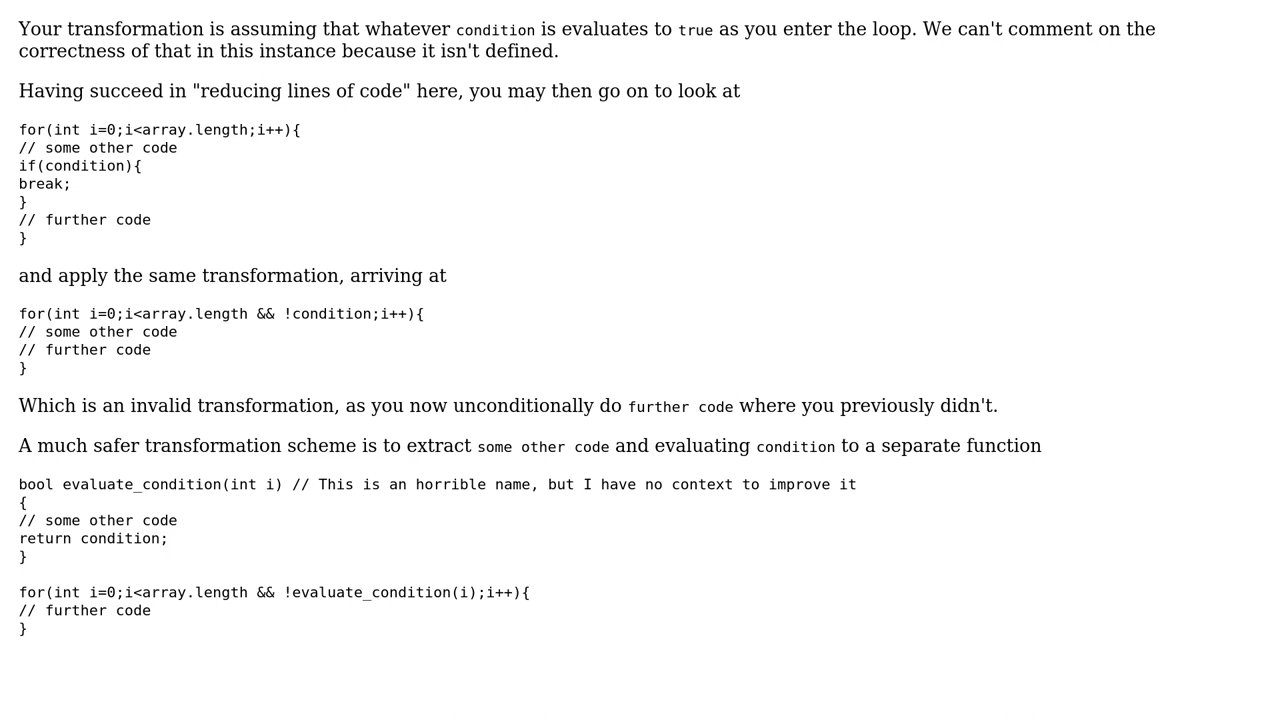 Your transformation is assuming that whatever condition is evaluates to true as you enter the loop. We can't comment on the
correctness of that in this instance because it isn't defined.
Having succeed in "reducing lines of code" here, you may then go on to look at
for(int i=0;i<array.length;i++){
// some other code
if(condition){
break;
}
// further code
}
and apply the same transformation, arriving at
for(int i=0;i<array.length && !condition;i++){
// some other code
// further code
}
Which is an invalid transformation, as you now unconditionally do further code where you previously didn't.
A much safer transformation scheme is to extract some other code and evaluating condition to a separate function
bool evaluate_condition(int i) // This is an horrible name, but I have no context to improve it
{
// some other code
return condition;
}
for(int i=0;i<array.length && !evaluate_condition(i);i++){
// further code
}